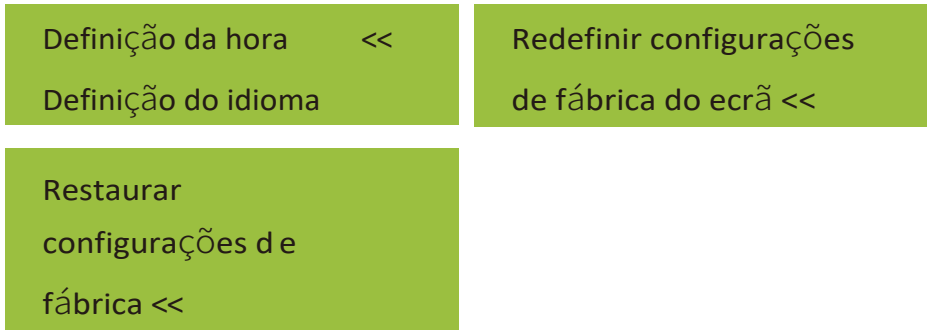 Definição da hora <<
Definição do idioma
Redefinir configurações
de fábrica do ecrã <<
Restaurar
configurações d e
fábrica <<